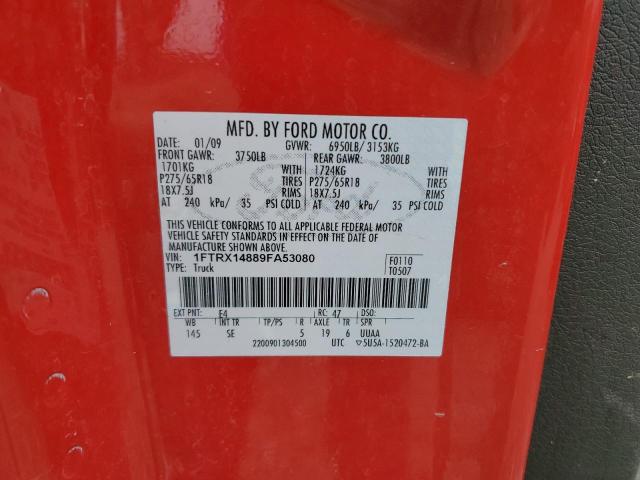 MFD. BY FORD MOTOR CO.
DATE: 01/09 GVWR: 6950LB/ 3153KG
FRONT GAWR: 3750LB REAR GAWR: 3800LB
1701KG WITH 1724KG WITH
P275/65R18 TIRES P275/65R18 TIRES
18X7.5J RIMS 18X7.5J RIMS
AT 240 kPa/ 35 PSI COLD AT 240 kPa/ 35 PSI COLD
THIS VEHICLE CONFORMS TO ALL APPLICABLE FEDERAL MOTOR
VEHICLE SAFETY STANDARDS IN EFFECT ON THE DATE OF
MANUFACTURE SHOWN ABOVE.
VIN: 1FTRX14889FA53080 F0110
TYPE: Truck T0507
EXT PNT: E4 RC: 47 DSO:
WB INT TR TP/PS R AXLE TR SPR
145 SE 5 19 6 UUAA
2200901304500 UTC ▽5U5A-1520472-BA